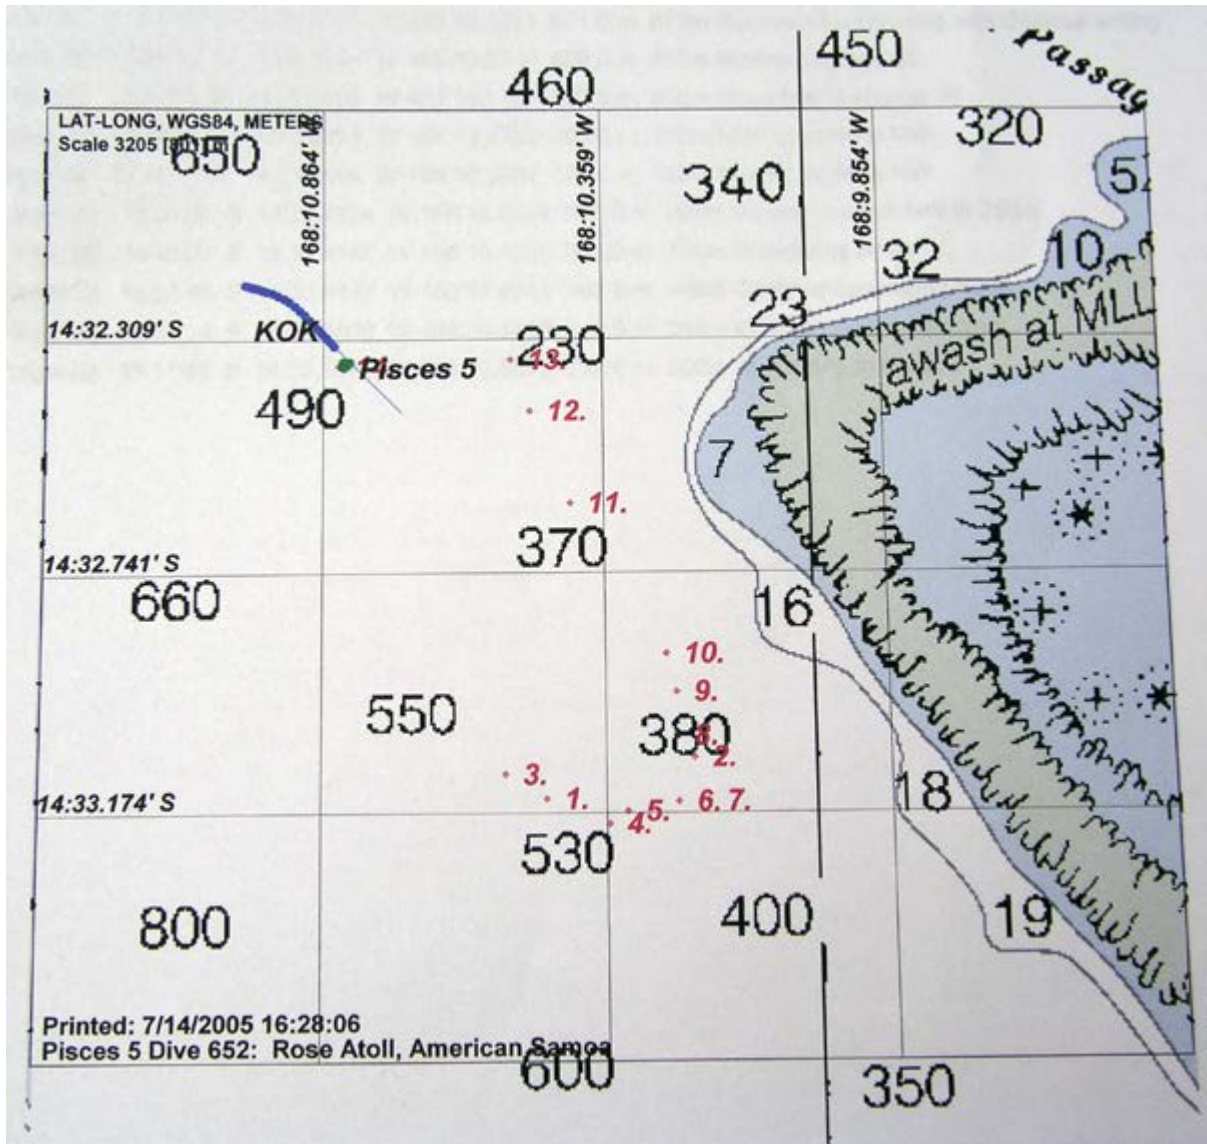 Passag
450
460
320
LAT-LONG, WGS84, METERS
Scale 3205
650
168:10.864' W
168:10.359' W
168:9.854' W
340
52
10
32
23
14:32.309' S
KOK
230
13.
awash at MLL
Pisces 5
490
12.
7
11.
370
14:32.741' S
660
16
10.
9.
550
380
8.
2.
3.
1.
6. 7.
5.
4.
14:33.174' S
18
530
800
400
19
Printed: 7/14/2005 16:28:06
Pisces 5 Dive 652: Rose Atoll, American Samoa
600
350